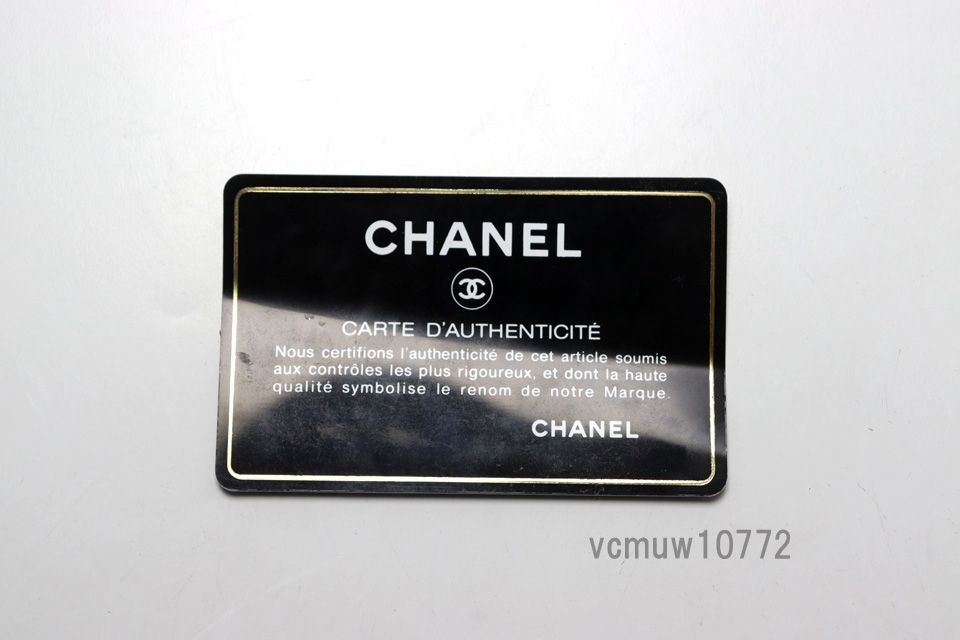 CHANEL
CARTE D'AUTHENTICITÉ
Nous certifions l'authenticité de cet article soumis
aux contrôles les plus rigoureux, et dont la haute
qualité symbolise le renom de notre Marque.
CHANEL
vcmuw10772